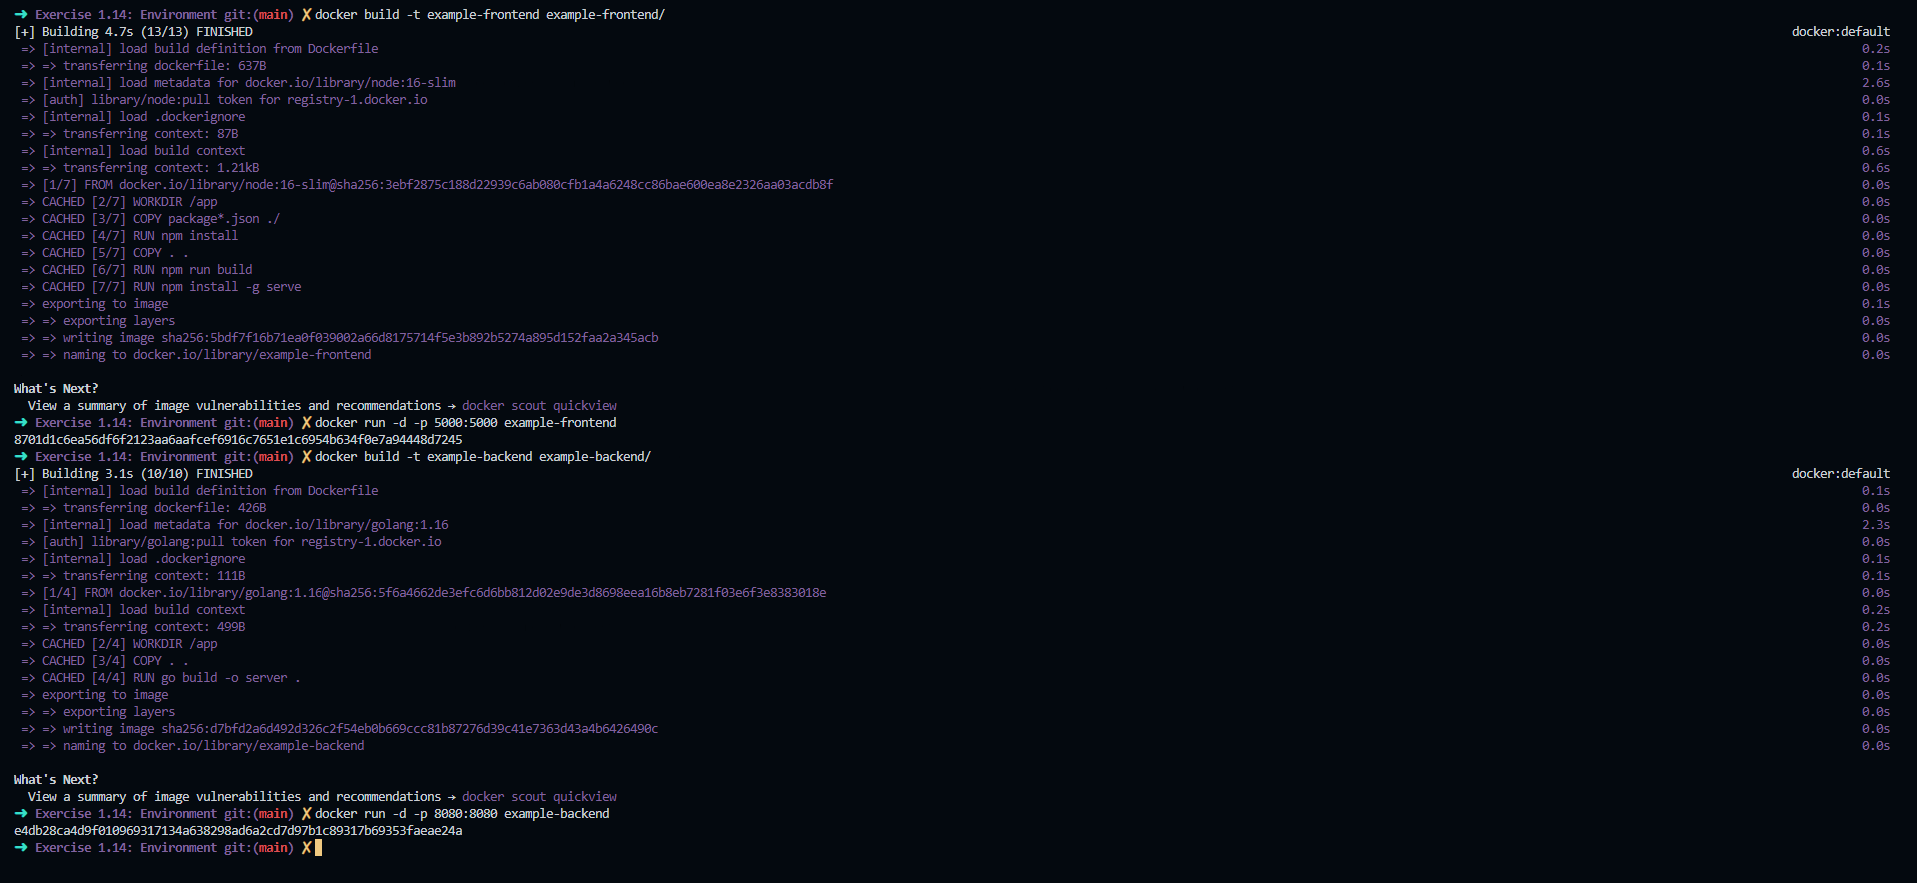 ➜ Exercise 1.14: Environment git:(main) ✗ docker build -t example-frontend example-frontend/
[+] Building 4.7s (13/13) FINISHED docker:default
=> [internal] load build definition from Dockerfile 0.2s
=> => transferring dockerfile: 637B 0.1s
=> [internal] load metadata for docker.io/library/node:16-slim 2.6s
=> [auth] library/node:pull token for registry-1.docker.io 0.0s
=> [internal] load .dockerignore 0.1s
=> => transferring context: 87B 0.1s
=> [internal] load build context 0.6s
=> => transferring context: 1.21kB 0.6s
=> [1/7] FROM docker.io/library/node:16-slim@sha256:3ebf2875c188d22939c6ab080cfb1a4a6248cc86bae600ea8e2326aa03acdb8f 0.0s
=> CACHED [2/7] WORKDIR /app 0.0s
=> CACHED [3/7] COPY package*.json ./ 0.0s
=> CACHED [4/7] RUN npm install 0.0s
=> CACHED [5/7] COPY . . 0.0s
=> CACHED [6/7] RUN npm run build 0.0s
=> CACHED [7/7] RUN npm install -g serve 0.0s
=> exporting to image 0.1s
=> => exporting layers 0.0s
=> => writing image sha256:5bdf7f16b71ea0f039002a66d8175714f5e3b892b5274a895d152faa2a345acb 0.0s
=> => naming to docker.io/library/example-frontend 0.0s
What's Next?
View a summary of image vulnerabilities and recommendations → docker scout quickview
➜ Exercise 1.14: Environment git:(main) ✗ docker run -d -p 5000:5000 example-frontend
8701d1c6ea56df6f2123aa6aafcef6916c7651e1c6954b634f0e7a94448d7245
➜ Exercise 1.14: Environment git:(main) ✗ docker build -t example-backend example-backend/
[+] Building 3.1s (10/10) FINISHED docker:default
=> [internal] load build definition from Dockerfile 0.1s
=> => transferring dockerfile: 426B 0.0s
=> [internal] load metadata for docker.io/library/golang:1.16 2.3s
=> [auth] library/golang:pull token for registry-1.docker.io 0.0s
=> [internal] load .dockerignore 0.1s
=> => transferring context: 111B 0.1s
=> [1/4] FROM docker.io/library/golang:1.16@sha256:5f6a4662de3efc6d6bb812d02e9de3d8698eea16b8eb7281f03e6f3e8383018e 0.0s
=> [internal] load build context 0.2s
=> => transferring context: 499B 0.2s
=> CACHED [2/4] WORKDIR /app 0.0s
=> CACHED [3/4] COPY . . 0.0s
=> CACHED [4/4] RUN go build -o server . 0.0s
=> exporting to image 0.0s
=> => exporting layers 0.0s
=> => writing image sha256:d7bfd2a6d492d326c2f54eb0b669ccc81b87276d39c41e7363d43a4b6426490c 0.0s
=> => naming to docker.io/library/example-backend 0.0s
What's Next?
View a summary of image vulnerabilities and recommendations → docker scout quickview
➜ Exercise 1.14: Environment git:(main) ✗ docker run -d -p 8080:8080 example-backend
e4db28ca4d9f010969317134a638298ad6a2cd7d97b1c89317b69353faeae24a
➜ Exercise 1.14: Environment git:(main) ✗